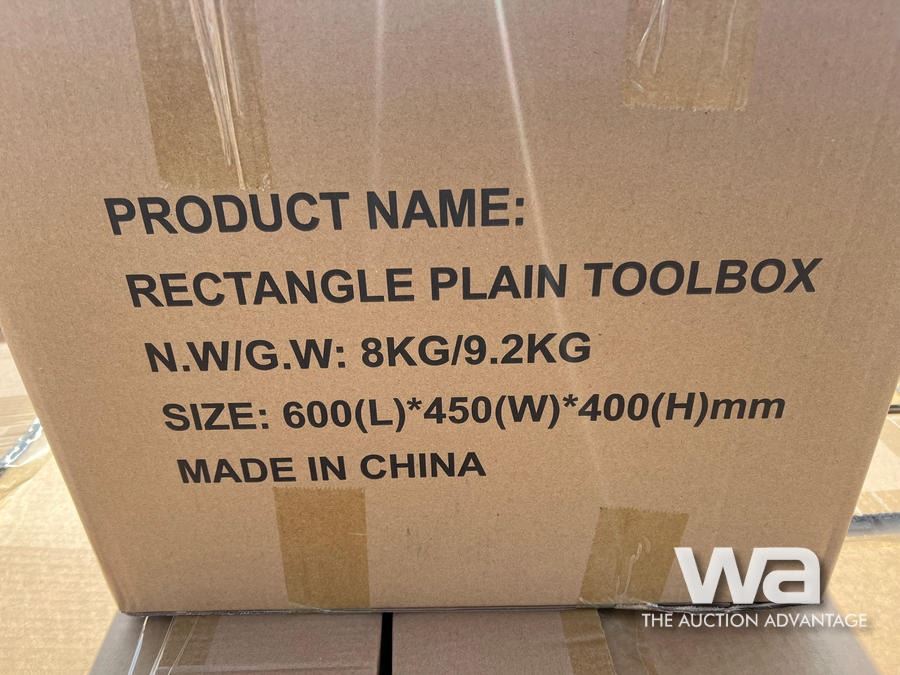 PRODUCT NAME:
RECTANGLE PLAIN TOOLBOX
N.W/G.W: 8KG/9.2KG
SIZE: 600(L)*450(W)*400(H)mm
MADE IN CHINA
wa
THE AUCTION ADVANTAGE